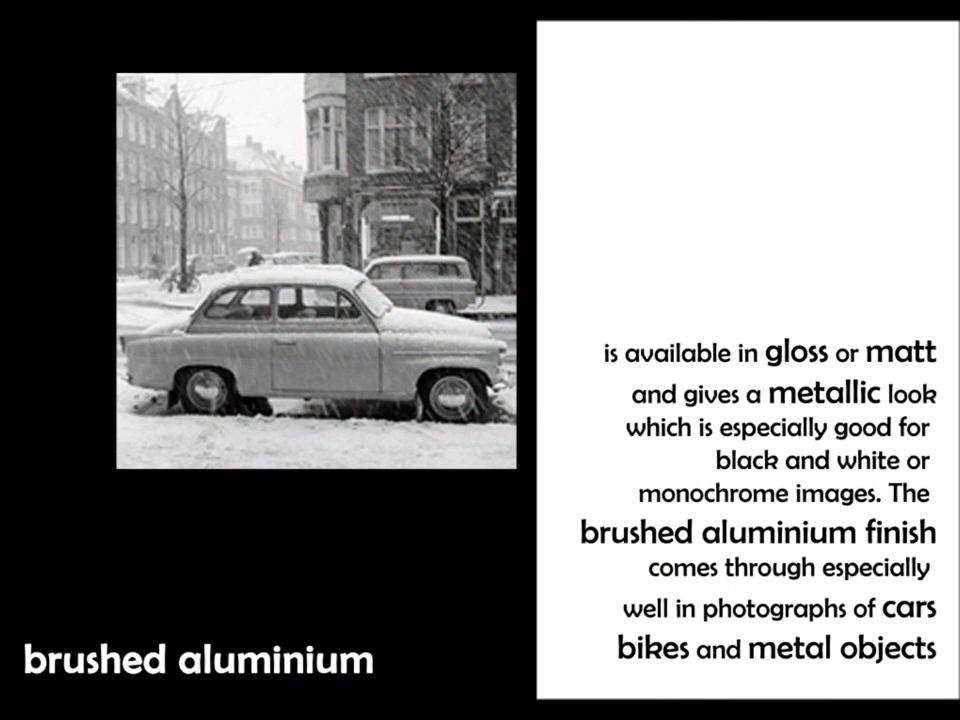 is available in gloss or matt
and gives a metallic look
which is especially good for
black and white or
monochrome images. The
brushed aluminium finish
comes through especially
well in photographs of cars
bikes and metal objects
brushed aluminium